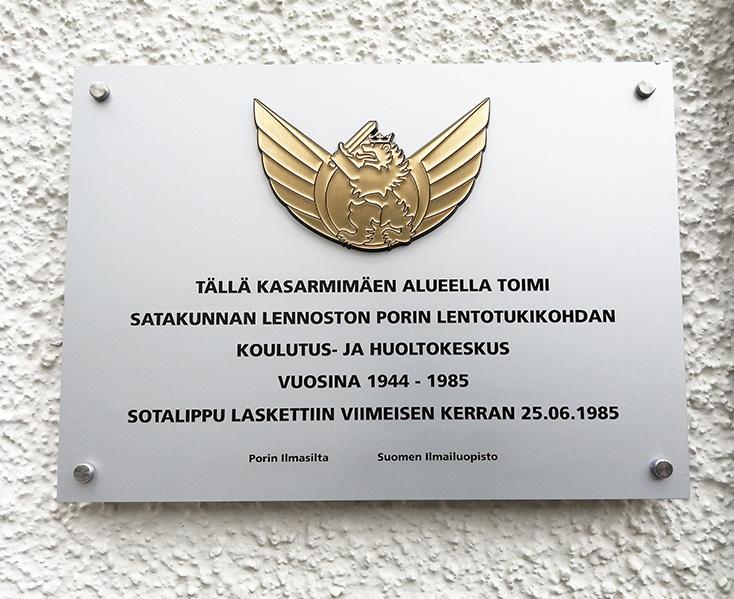 TÄLLÄ KASARMIMÄEN ALUEELLA TOIMI
SATAKUNNAN LENNOSTON PORIN LENTOTUKIKOHDAN
KOULUTUS- JA HUOLTOKESKUS
VUOSINA 1944 - 1985
SOTALIPPU LASKETTIIN VIIMEISEN KERRAN 25.06.1985
Porin Ilmasilta Suomen Ilmailuopisto